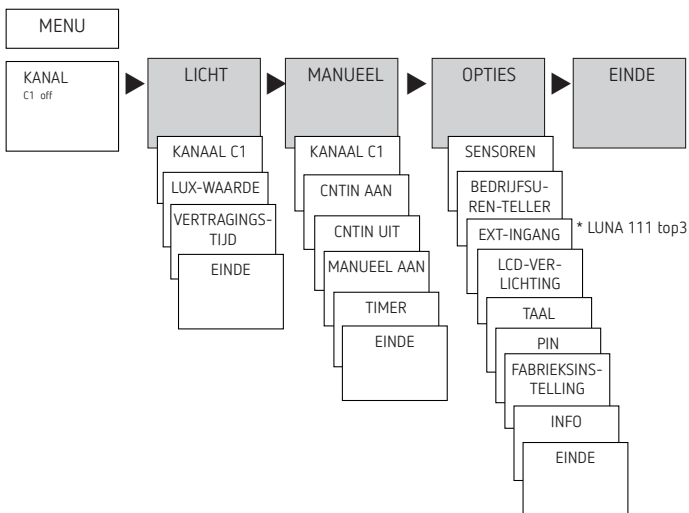 MENU
KANAL
C1 off
LICHT
MANUEEL
OPTIES
EINDE
KANAAL C1
LUX-WAARDE
VERTRAGINGS-
TIJD
EINDE
KANAAL C1
CNTIN AAN
CNTIN UIT
MANUEEL AAN
TIMER
EINDE
SENSOREN
BEDRIJFSU-
REN-TELLER
EXT-INGANG
* LUNA 111 top3
LCD-VER-
LICHTING
TAAL
PIN
FABRIEKSINS-
TELLING
INFO
EINDE